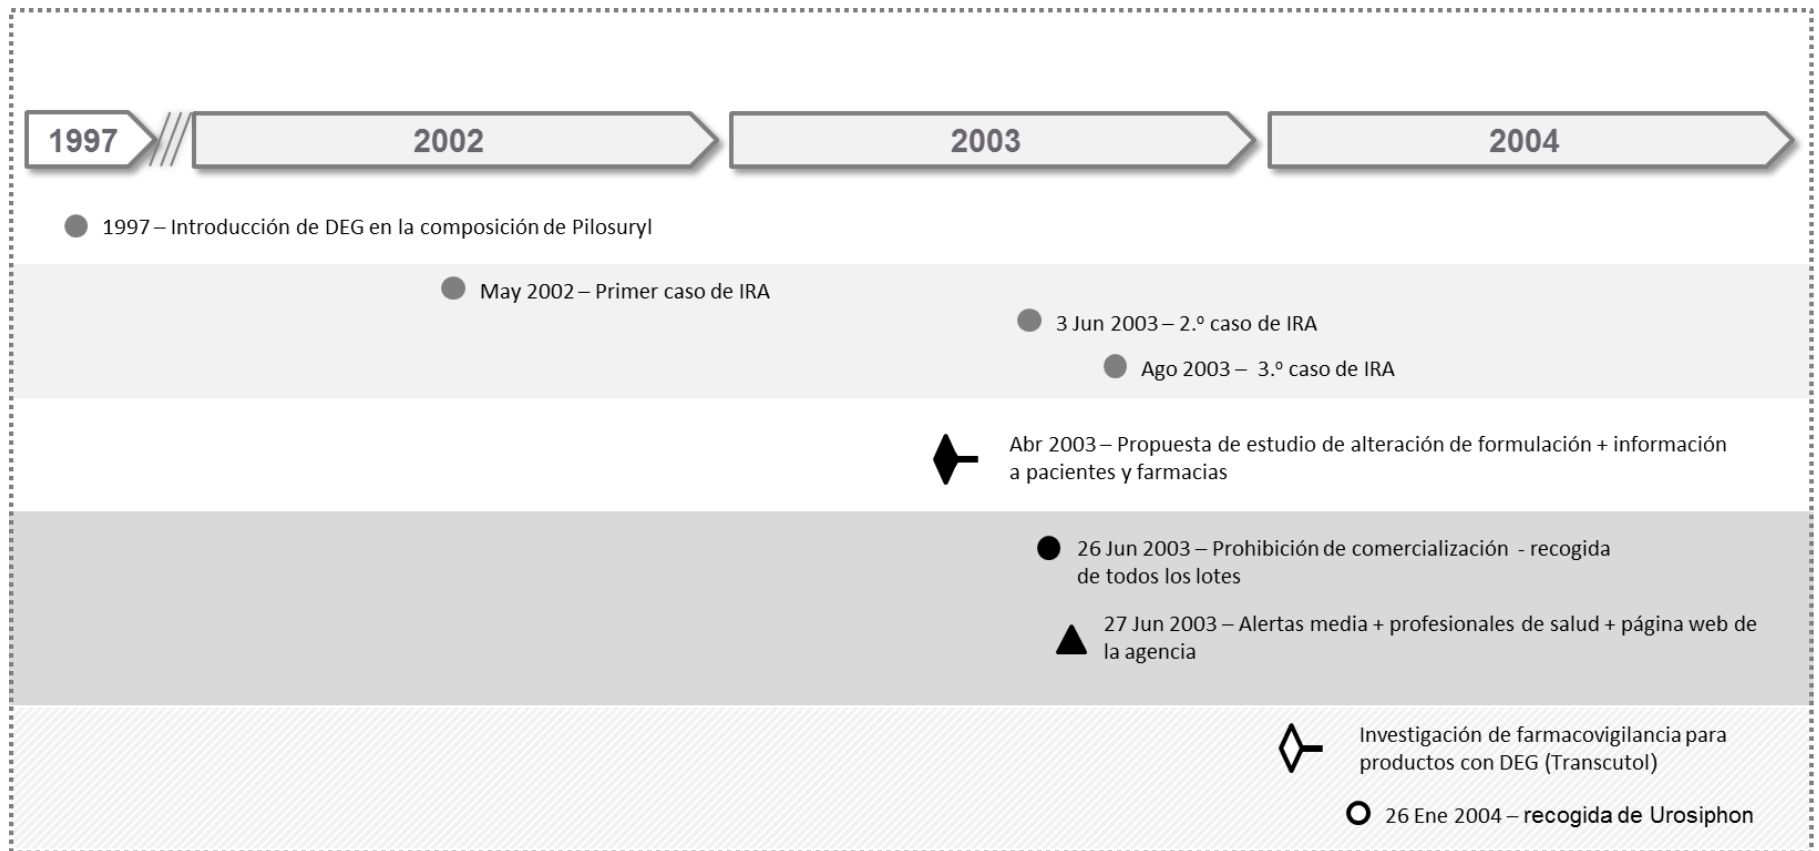 1997
2002
2003
2004
1997 – Introducción de DEG en la composición de Pilosuryl
May 2002 – Primer caso de IRA
3 Jun 2003 – 2.º caso de IRA
Ago 2003 –  3.º caso de IRA
Abr 2003 – Propuesta de estudio de alteración de formulación + información
a pacientes y farmacias
26 Jun 2003 – Prohibición de comercialización  - recogida
de todos los lotes
27 Jun 2003 – Alertas media + profesionales de salud + página web de
la agencia
Investigación de farmacovigilancia para
productos con DEG (Transcutol)
26 Ene 2004 – recogida de Urosiphon